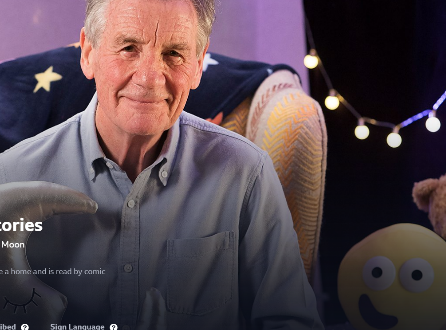 tories
Moon
e a home and is read by comic
ibed ?
Sign Language ?